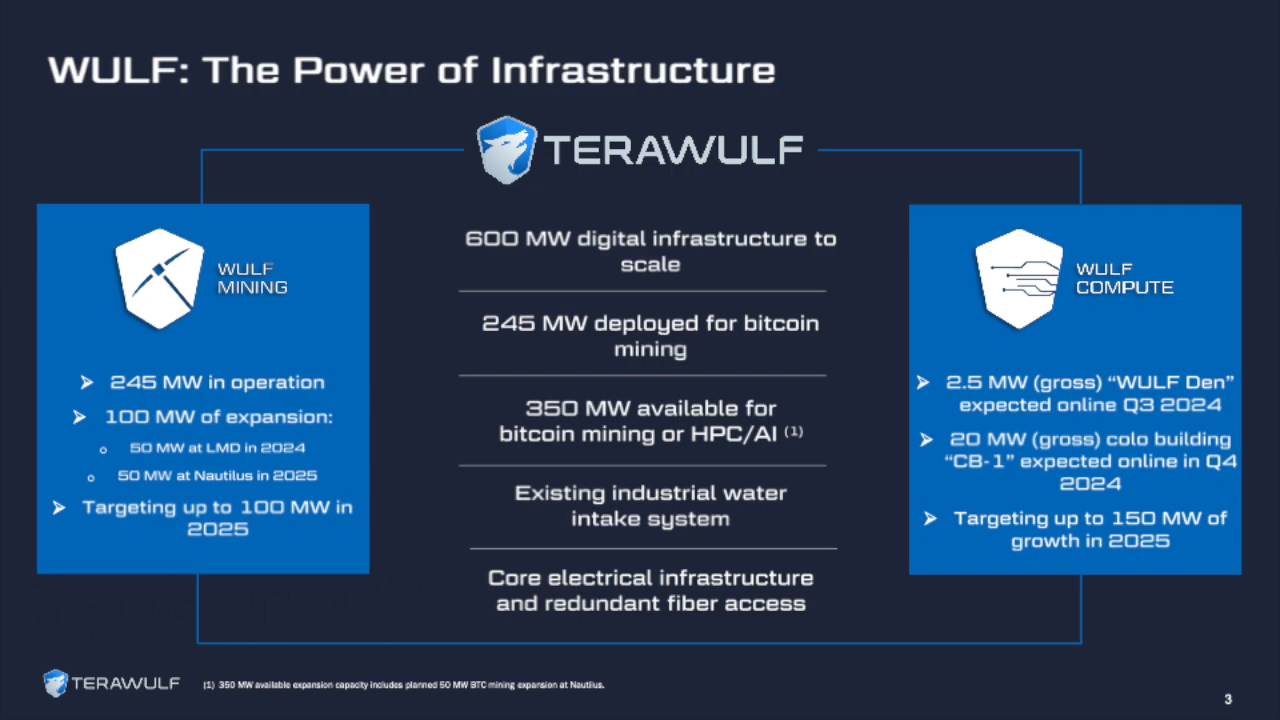 WULF: The Power of Infrastructure
TERAWULF
WULF
MINING
245 MW in operation
100 MW of expansion:
50 MW at LMD in 2024
50 MW at Nautilus in 2025
Targeting up to 100 MW in
2025
600 MW digital infrastructure to
scale
245 MW deployed for bitcoin
mining
350 MW available for
bitcoin mining or HPC/AI (1)
Existing industrial water
intake system
Core electrical infrastructure
and redundant fiber access
WULF
COMPUTE
2.5 MW (gross) “WULF Den”
expected online Q3 2024
20 MW (gross) colo building
“CB-1” expected online in Q4
2024
Targeting up to 150 MW of
growth in 2025
TERAWULF
(1) 350 MW available expansion capacity includes planned 50 MW BTC mining expansion at Nautilus.
3